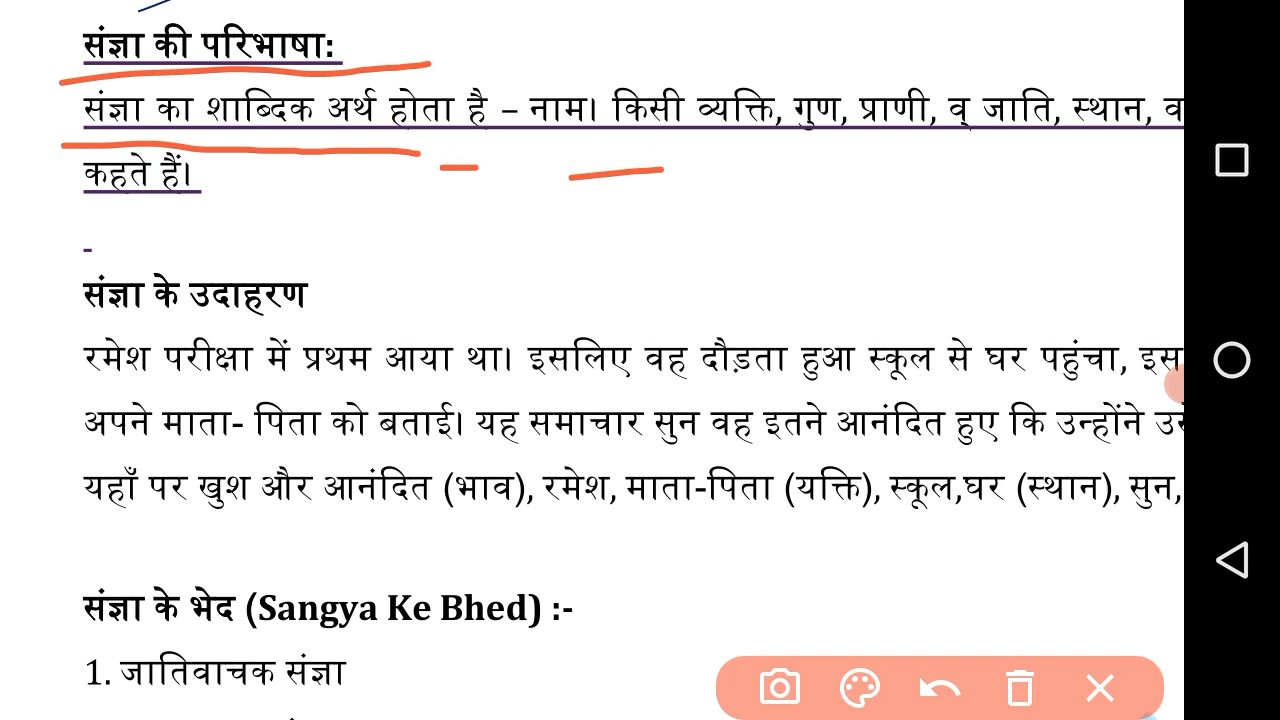 संज्ञा की परिभाषा:
संज्ञा का शाब्दिक अर्थ होता है – नाम। किसी व्यक्ति, गुण, प्राणी, व् जाति, स्थान,
कहते हैं।
संज्ञा के उदाहरण
रमेश परीक्षा में प्रथम आया था। इसलिए वह दौड़ता हुआ स्कूल से घर पहुंचा,
अपने माता- पिता को बताई। यह समाचार सुन वह इतने आनंदित हुए कि उन्होंने
यहाँ पर खुश और आनंदित (भाव), रमेश, माता-पिता (यक्ति), स्कूल,घर (स्थान), सुन,
संज्ञा के भेद (Sangya Ke Bhed) :-
1. जातिवाचक संज्ञा